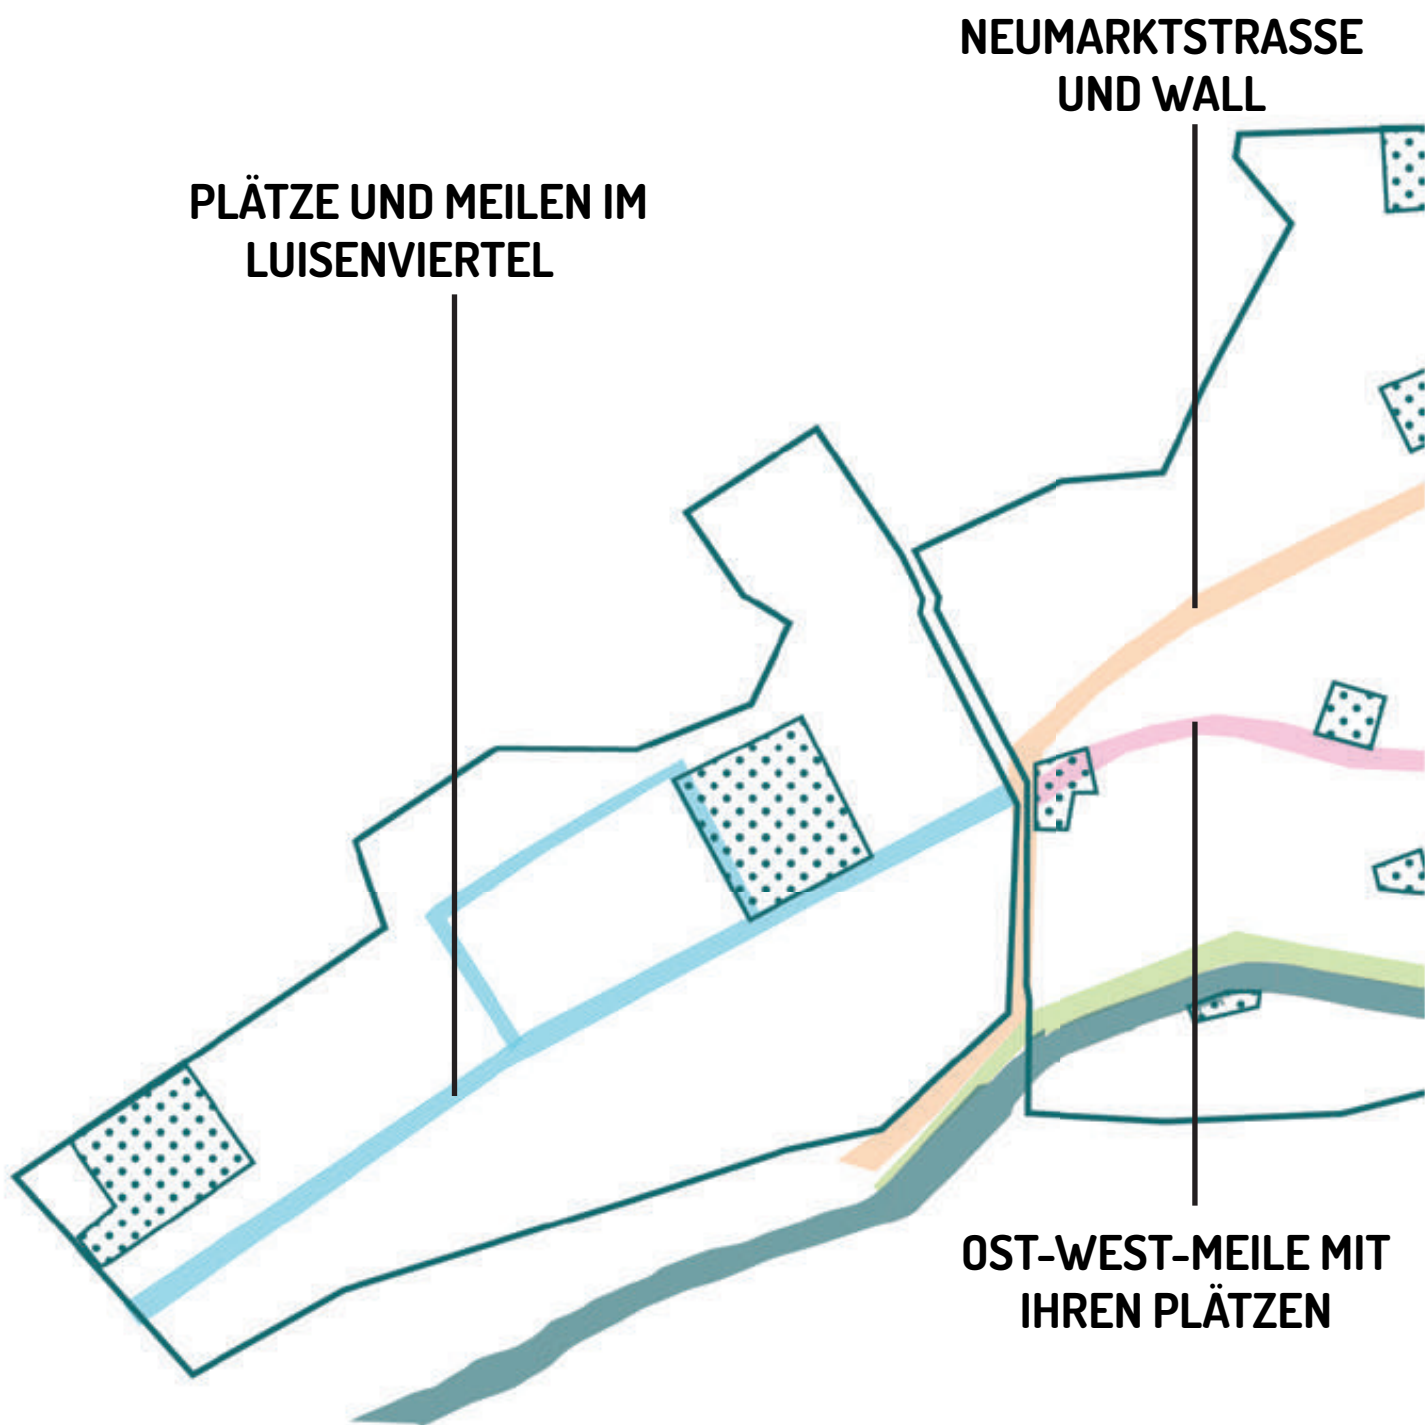 NEUMARKTSTRASSE
UND WALL
PLÄTZE UND MEILEN IM
LUISENVIERTEL
OST-WEST-MEILE MIT
IHREN PLÄTZEN